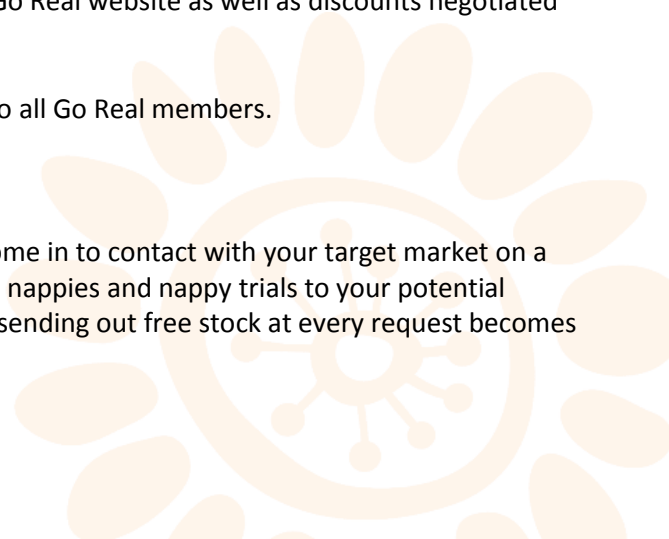 Go Real website as well as discounts negotiated
o all Go Real members.
ome in to contact with your target market on a
nappies and nappy trials to your potential
sending out free stock at every request becomes